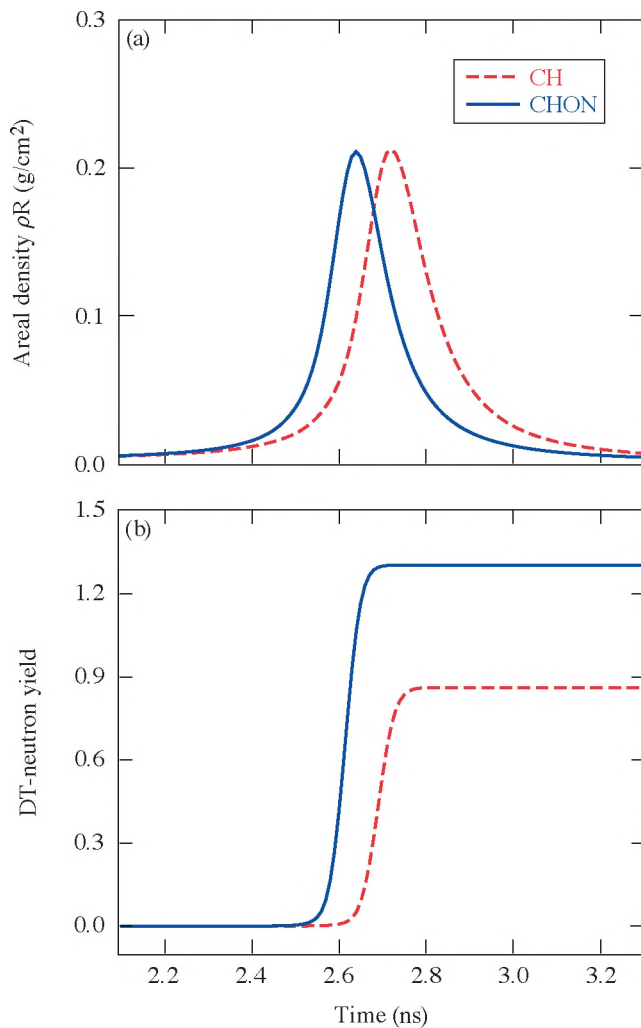 (a)
CH
CHON
0.3
0.2
0.1
0.0
Areal density ρR (g/cm²)
(b)
1.5
1.2
0.9
0.6
0.3
0.0
DT-neutron yield
2.2 2.4 2.6 2.8 3.0 3.2
Time (ns)